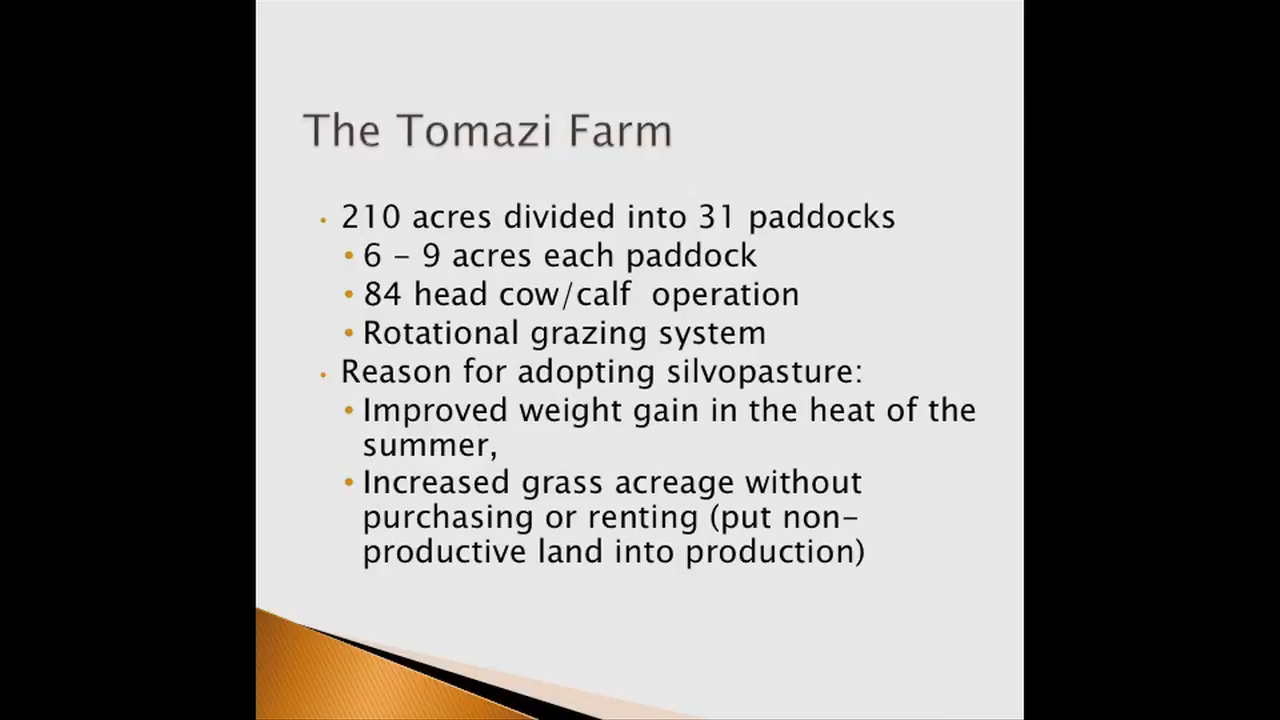 The Tomazi Farm
• 210 acres divided into 31 paddocks
• 6 – 9 acres each paddock
• 84 head cow/calf  operation
• Rotational grazing system
• Reason for adopting silvopasture:
• Improved weight gain in the heat of the
summer,
• Increased grass acreage without
purchasing or renting (put non-
productive land into production)